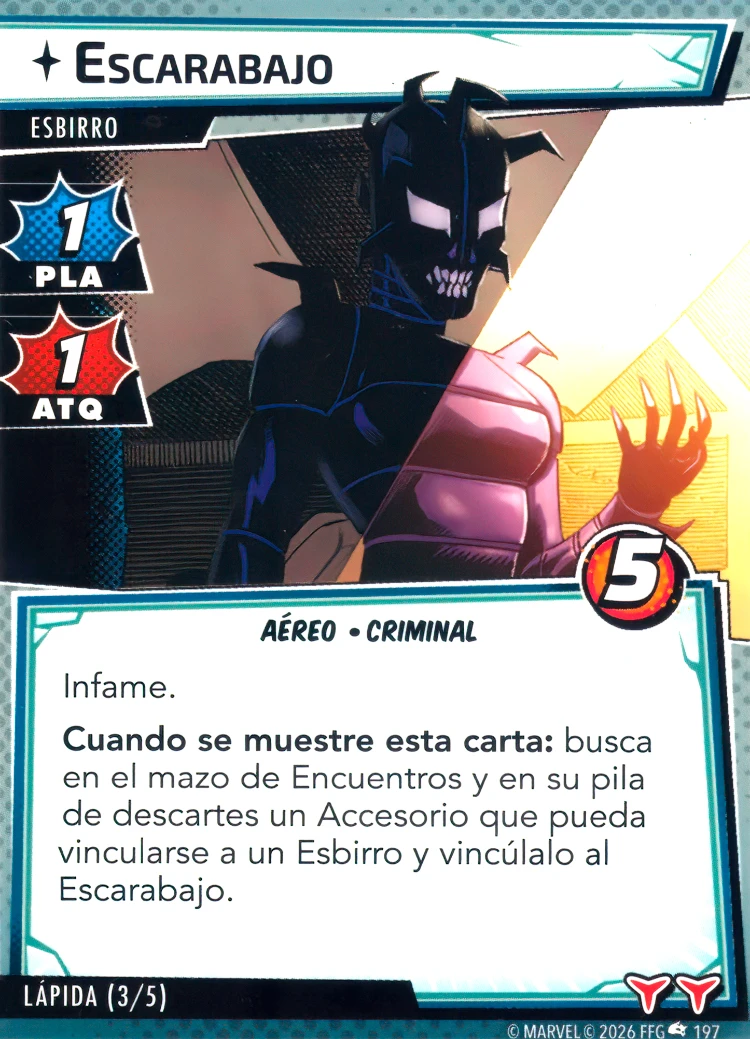 ESCARABAJO
ESBIRRO
1
PLA
1
ATQ
5
AÉREO • CRIMINAL
Infame.
Cuando se muestre esta carta: busca
en el mazo de Encuentros y en su pila
de descartes un Accesorio que pueda
vincularse a un Esbirro y vincúlalo al
Escarabajo.
LÁPIDA (3/5)
© MARVEL © 2026 FFG 197